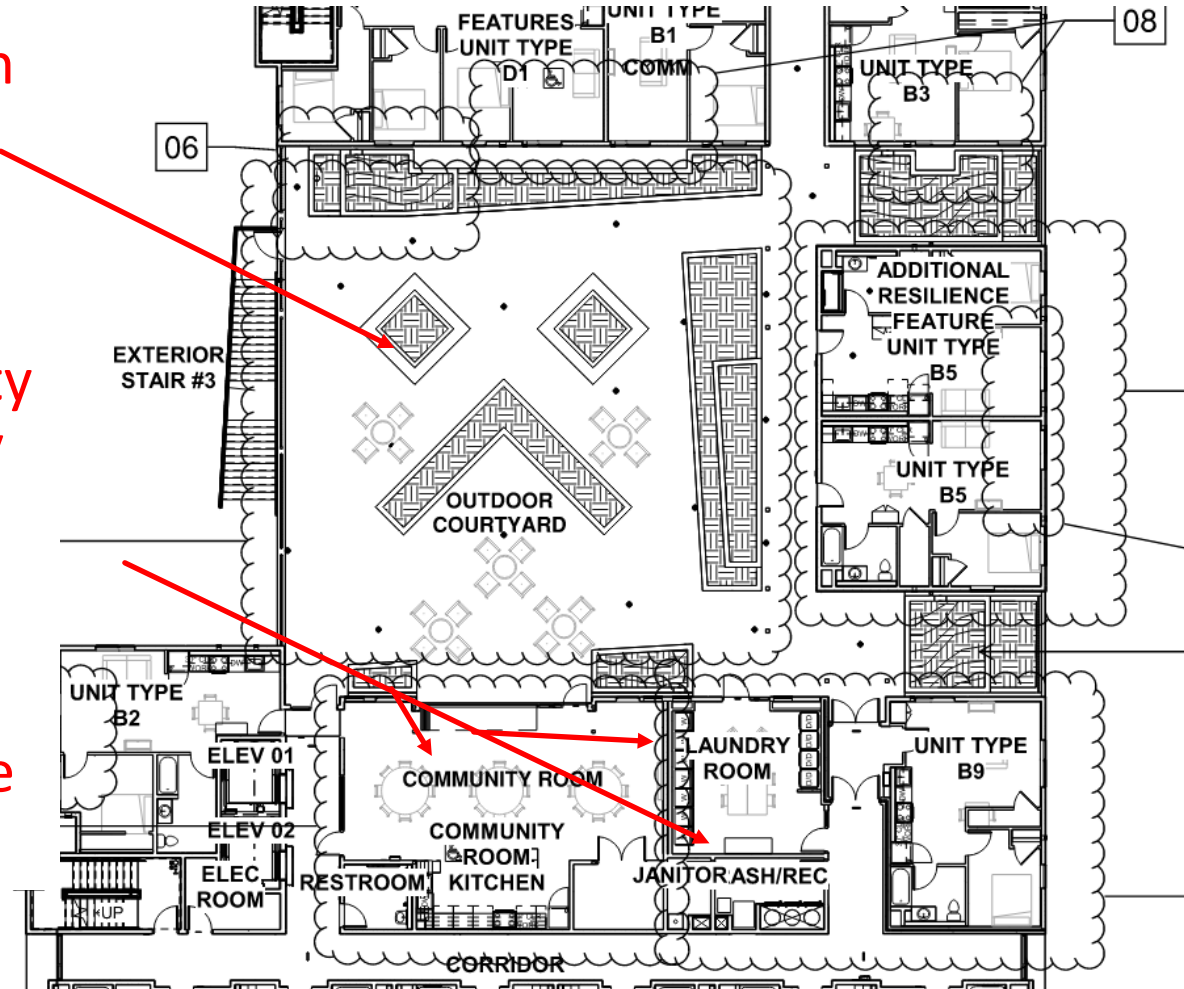 FEATURES
UNIT TYPE
D1
UNIT TYPE
B1
COMM
UNIT TYPE
B3
08
06
ADDITIONAL
RESILIENCE
FEATURE
UNIT TYPE
B5
EXTERIOR
STAIR #3
UNIT TYPE
B5
OUTDOOR
COURTYARD
UNIT TYPE
B2
ELEV 01
ELEV 02
ELEC
ROOM
UP
COMMUNITY ROOM
COMMUNITY
ROOM
KITCHEN
RESTROOM
LAUNDRY
ROOM
JANITOR
ASH/REC
UNIT TYPE
B9
CORRIDOR